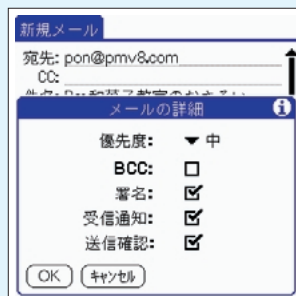 新規メール
宛先: pon@pmv8.com
CC:
メールの詳細
優先度: 中
BCC:
署名:
受信通知:
送信確認:
OK キャンセル